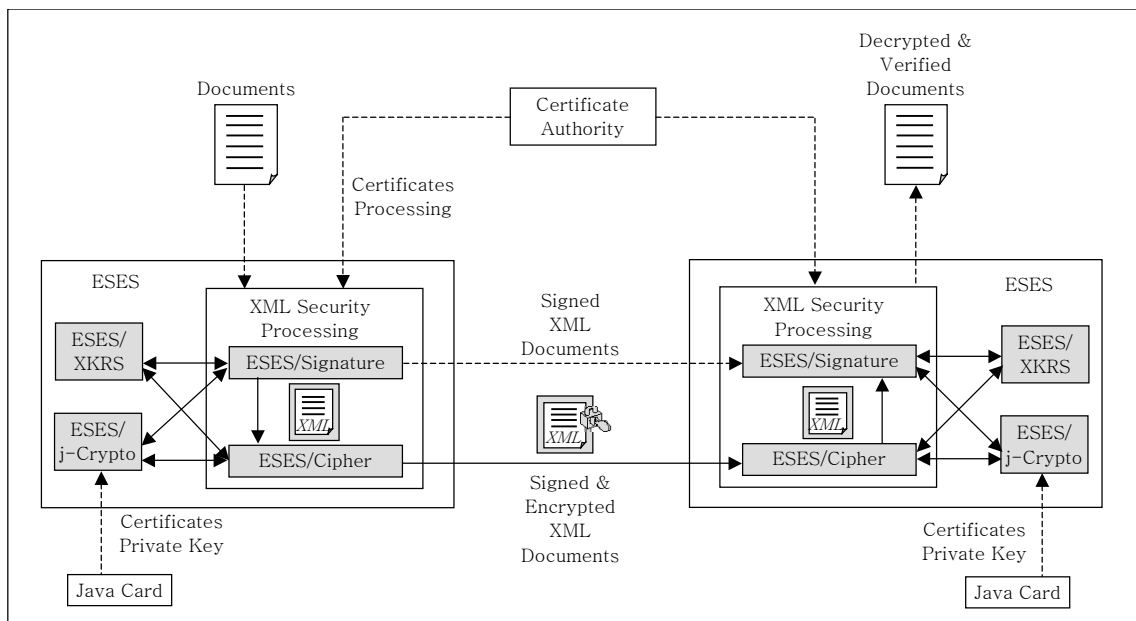 Decrypted &
Verified
Documents
Documents
Certificate
Authority
Certificates
Processing
ESES
XML Security
Processing
ESES/
XKRS
ESES/Signature
XML
ESES/
j-Crypto
ESES/Cipher
Certificates
Private Key
Java Card
Signed
XML
Documents
XML
Signed &
Encrypted
XML
Documents
ESES
XML Security
Processing
ESES/Signature
ESES/
XKRS
XML
ESES/Cipher
ESES/
j-Crypto
Certificates
Private Key
Java Card